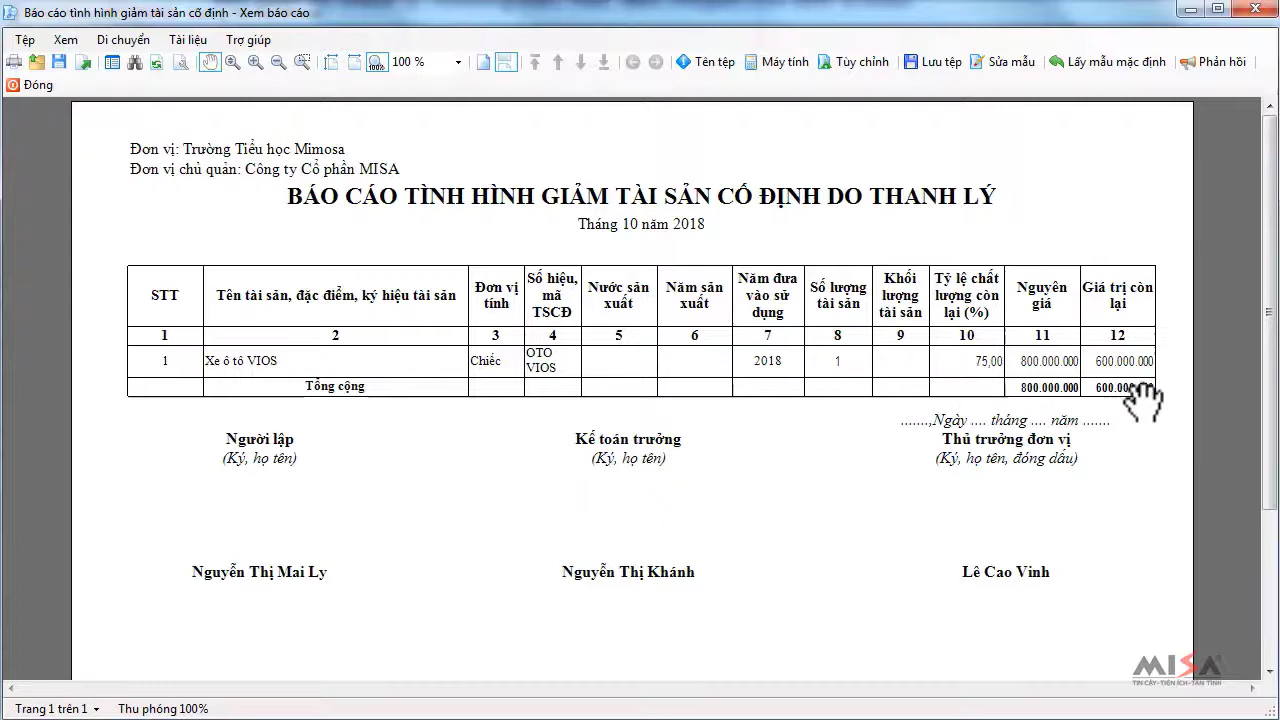 Báo cáo tình hình giảm tài sản cố định - Xem báo cáo
Tệp Xem Di chuyển Tài liệu Trợ giúp
100% 100 % Tên tệp Máy tính Tùy chỉnh Lưu tệp Sửa mẫu Lấy mẫu mặc định Phản hồi
Đóng
Đơn vị: Trường Tiểu học Mimosa
Đơn vị chủ quản: Công ty Cổ phần MISA
BÁO CÁO TÌNH HÌNH GIẢM TÀI SẢN CỐ ĐỊNH DO THANH LÝ
Tháng 10 năm 2018
STT Tên tài sản, đặc điểm, ký hiệu tài sản Đơn vị tính Số hiệu, mã TSCĐ Nước sản xuất Năm sản xuất Năm đưa vào sử dụng Số lượng tài sản Khối lượng tài sản Tỷ lệ chất lượng còn lại (%) Nguyên giá Giá trị còn lại
1 2 3 4 5 6 7 8 9 10 11 12
1 Xe ô tô VIOS Chiếc OTO VIOS 2018 1 75,00 800.000.000 600.000.000
Tổng cộng 800.000.000
.......,Ngày .... tháng .... năm .......
Người lập Kế toán trưởng Thủ trưởng đơn vị
(Ký, họ tên) (Ký, họ tên) (Ký, họ tên, đóng dấu)
Nguyễn Thị Mai Ly Nguyễn Thị Khánh Lê Cao Vinh
MISA
TIN CẬY-TIỆN ÍCH-TẬN TÌNH
Trang 1 trên 1 Thu phóng 100%